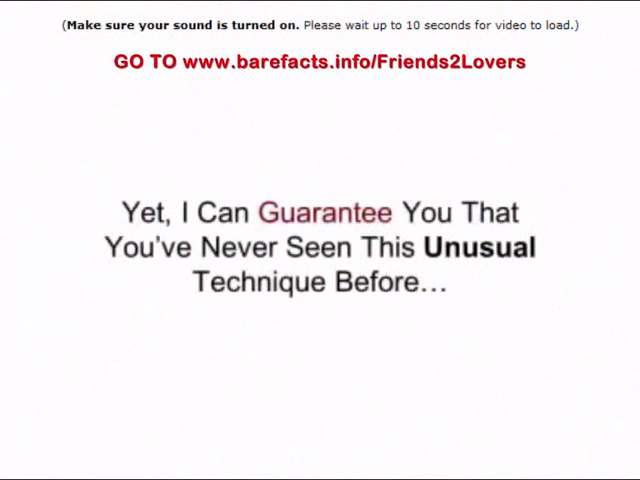 (Make sure your sound is turned on. Please wait up to 10 seconds for video to load.)
GO TO www.barefacts.info/Friends2Lovers
Yet, I Can Guarantee You That
You've Never Seen This Unusual
Technique Before...